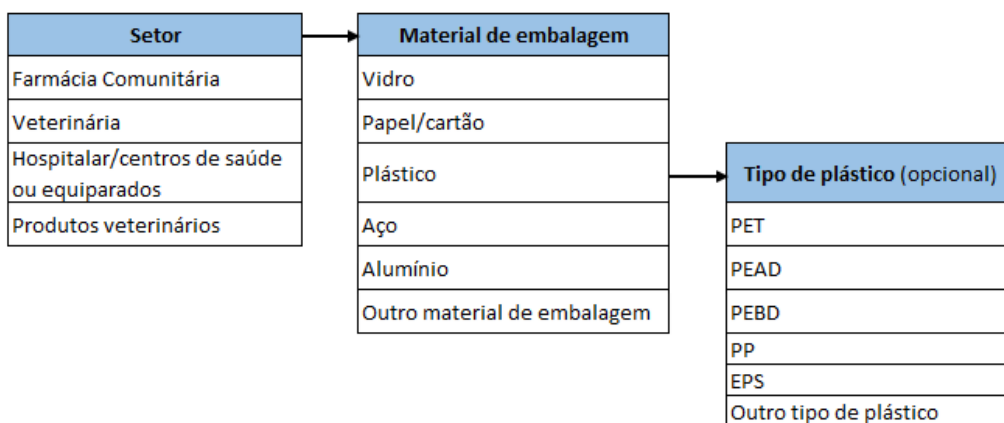 Setor
Farmácia Comunitária
Veterinária
Hospitalar/centros de saúde
ou equiparados
Produtos veterinários
Material de embalagem
Vidro
Papel/cartão
Plástico
Aço
Alumínio
Outro material de embalagem
Tipo de plástico (opcional)
PET
PEAD
PEBD
PP
EPS
Outro tipo de plástico